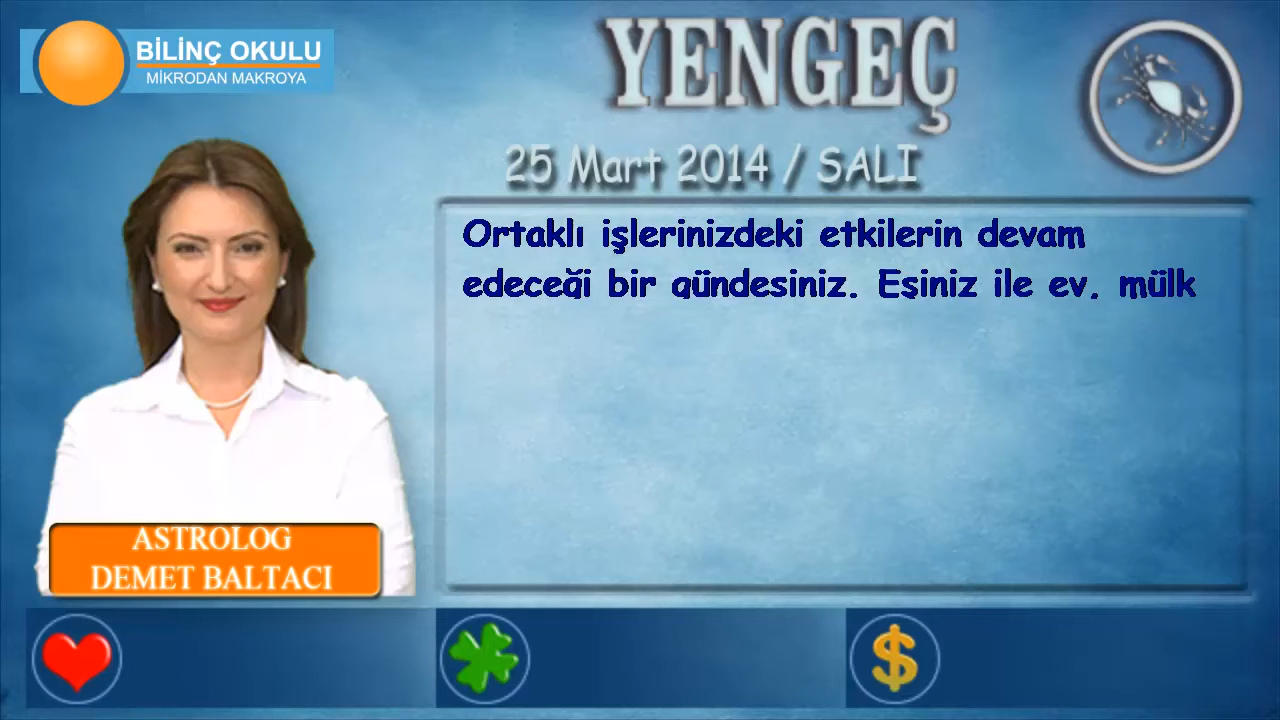 BİLİNÇ OKULU
MİKRODAN MAKROYA
YENGEÇ
25 Mart 2014 / SALI
Ortaklı işlerinizdeki etkilerin devam
edeceği bir gündesiniz. Eşiniz ile ev, mülk
ASTROLOG
DEMET BALTACI